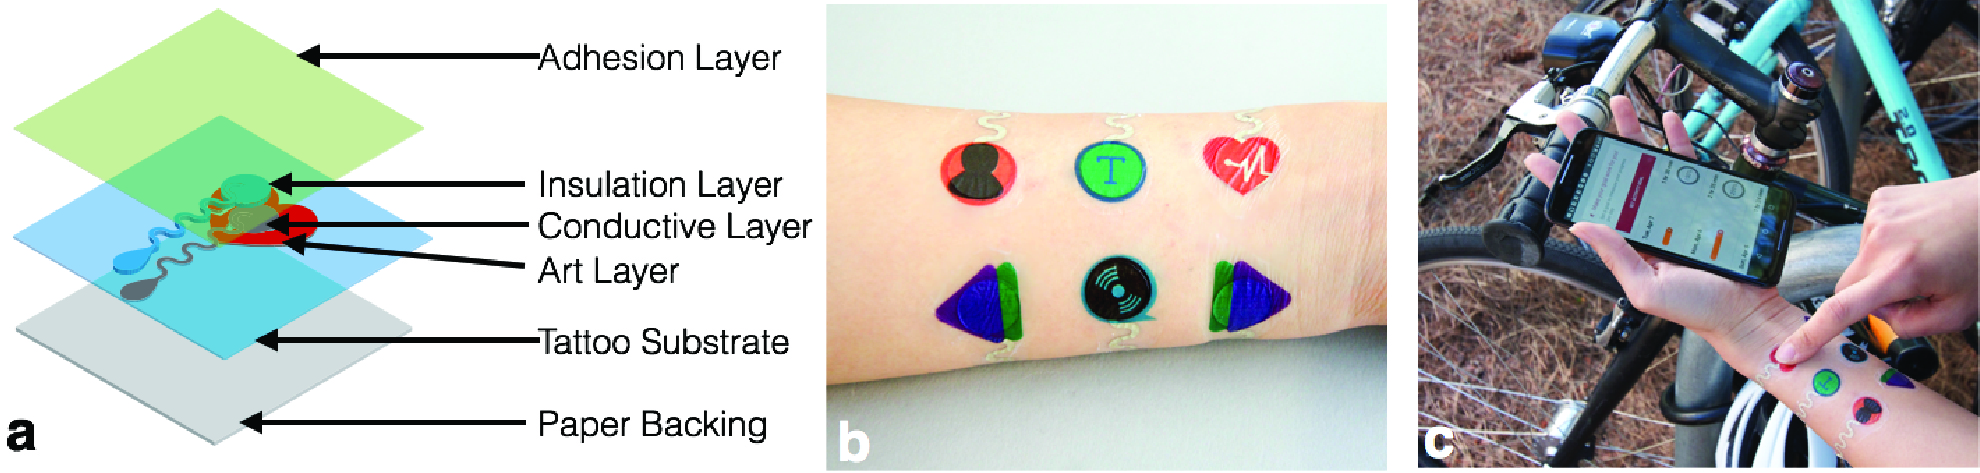 Adhesion Layer
Insulation Layer
Conductive Layer
Art Layer
Tattoo Substrate
Paper Backing
a
T
b
c